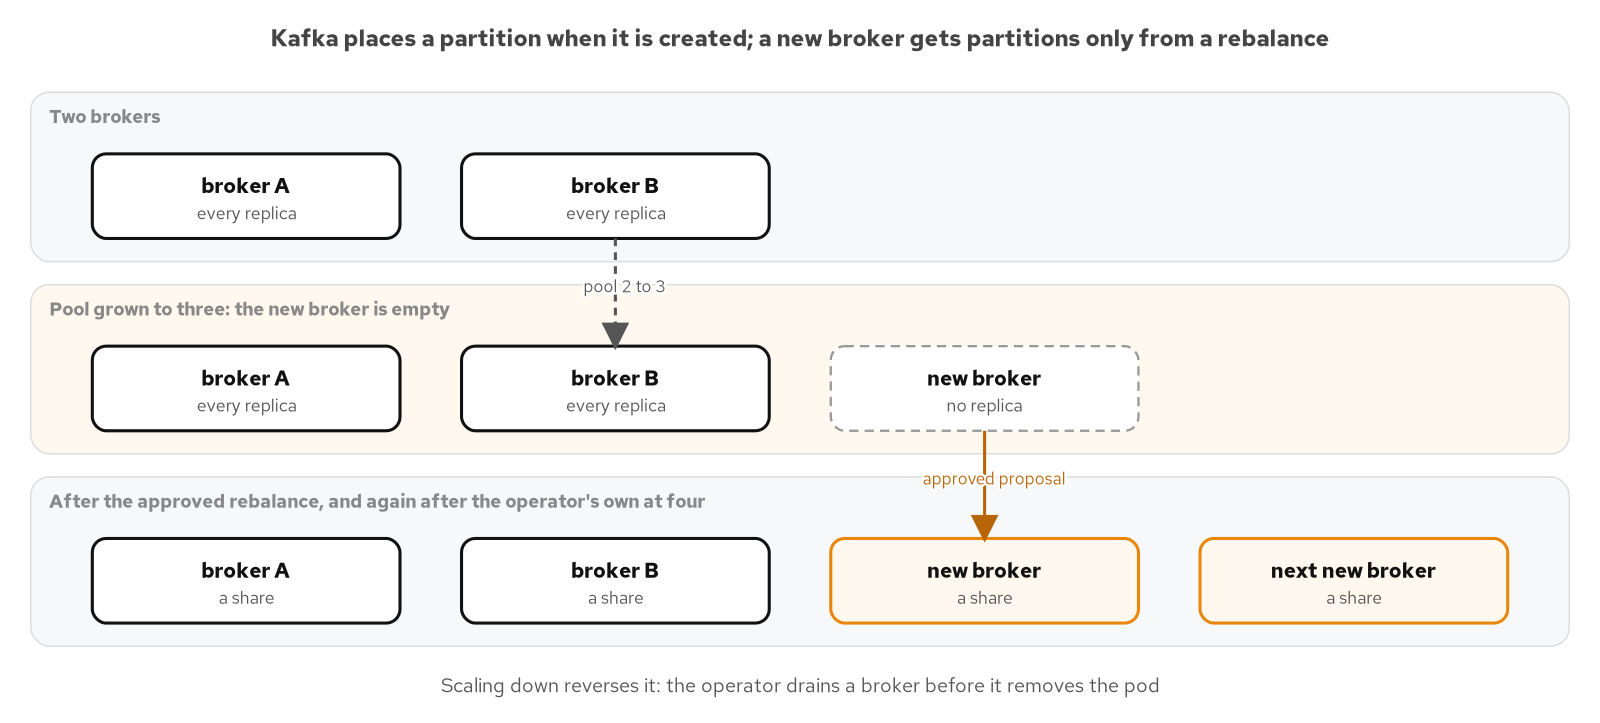 Kafka places a partition when it is created; a new broker gets partitions only from a rebalance
Two brokers
broker A
every replica
broker B
every replica
pool 2 to 3
Pool grown to three: the new broker is empty
broker A
every replica
broker B
every replica
new broker
no replica
approved proposal
After the approved rebalance, and again after the operator's own at four
broker A
a share
broker B
a share
new broker
a share
next new broker
a share
Scaling down reverses it: the operator drains a broker before it removes the pod